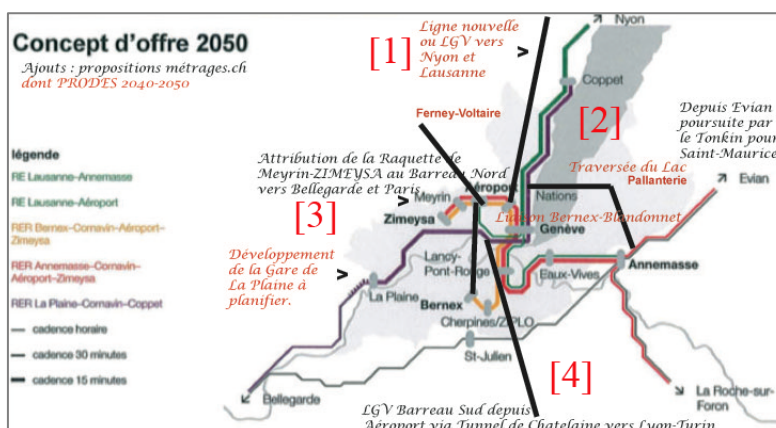 Concept d'offre 2050
Ajouts : propositions métrages.ch
dont PRODES 2040-2050
légende
RE Lausanne-Annemasse
RE Lausanne-Aéroport
RER Bernex-Cornavin-Aéroport-
Zimeysa
RER Annemasse-Cornavin-
Aéroport-Zimeysa
RER La Plaine-Cornavin-Coppet
cadence horaire
cadence 30 minutes
cadence 15 minutes
[1]
Ligne nouvelle
ou LGV vers
Nyon et
Lausanne
>
Nyon
Coppet
Ferney-Voltaire
[2]
Depuis Evian
poursuite par
le Tonkin pour
Saint-Maurice
Attribution de la Raquette de
Meyrin-ZIMEYSA au Barreau Nord
vers Bellegarde et Paris
>
Traversée du Lac
Pallanterie
Evian
Meyrin
Aéroport
Nations
Zimeysa
[3]
Liaison Bernex-Blandonnet
Genève
Développement
de la Gare de
La Plaine à
planifier.
>
Lancy-
Pont-Rouge
Eaux-Vives
Annemasse
La Plaine
Bernex
Cherpines/ZIPLO
St-Julien
[4]
Bellegarde
La Roche-sur-
Foron
LGV Barreau Sud depuis
Aéroport via Tunnel de Chatelaine vers Lyon-Turin